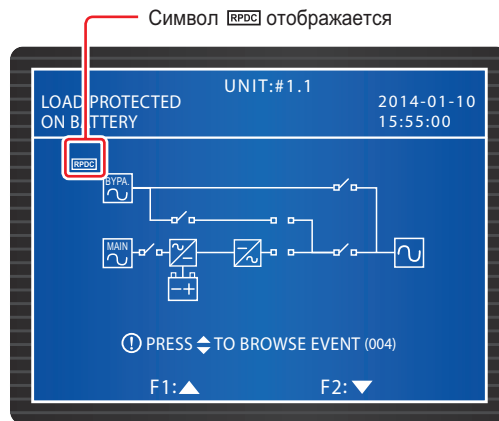 Символ RPDC отображается
UNIT:#1.1
LOAD PROTECTED
ON BATTERY
2014-01-10
15:55:00
RPDC
BYPA.
MAIN
PRESS TO BROWSE EVENT (004)
F1:
F2: